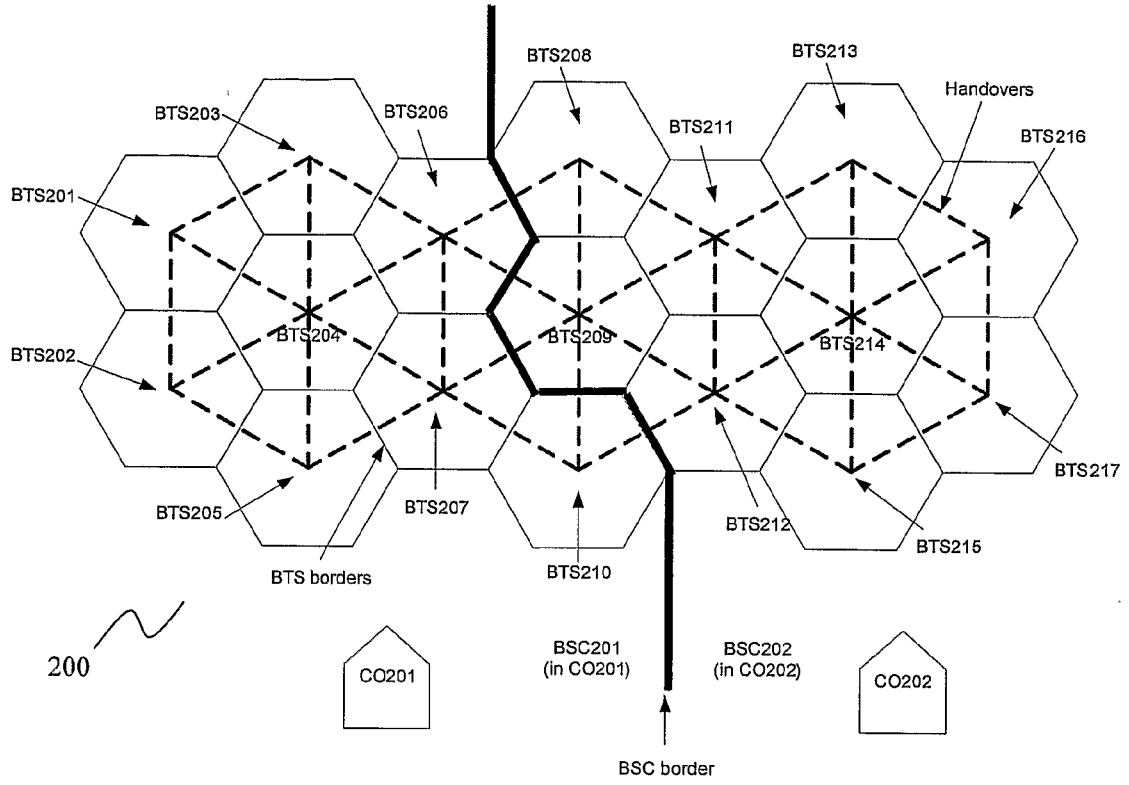 BTS208
BTS213
Handovers
BTS203
BTS206
BTS211
BTS216
BTS201
BTS204
BTS209
BTS214
BTS202
BTS217
BTS205
BTS207
BTS212
BTS215
BTS borders
BTS210
200
CO201
BSC201
(in CO201)
BSC202
(in CO202)
CO202
BSC border